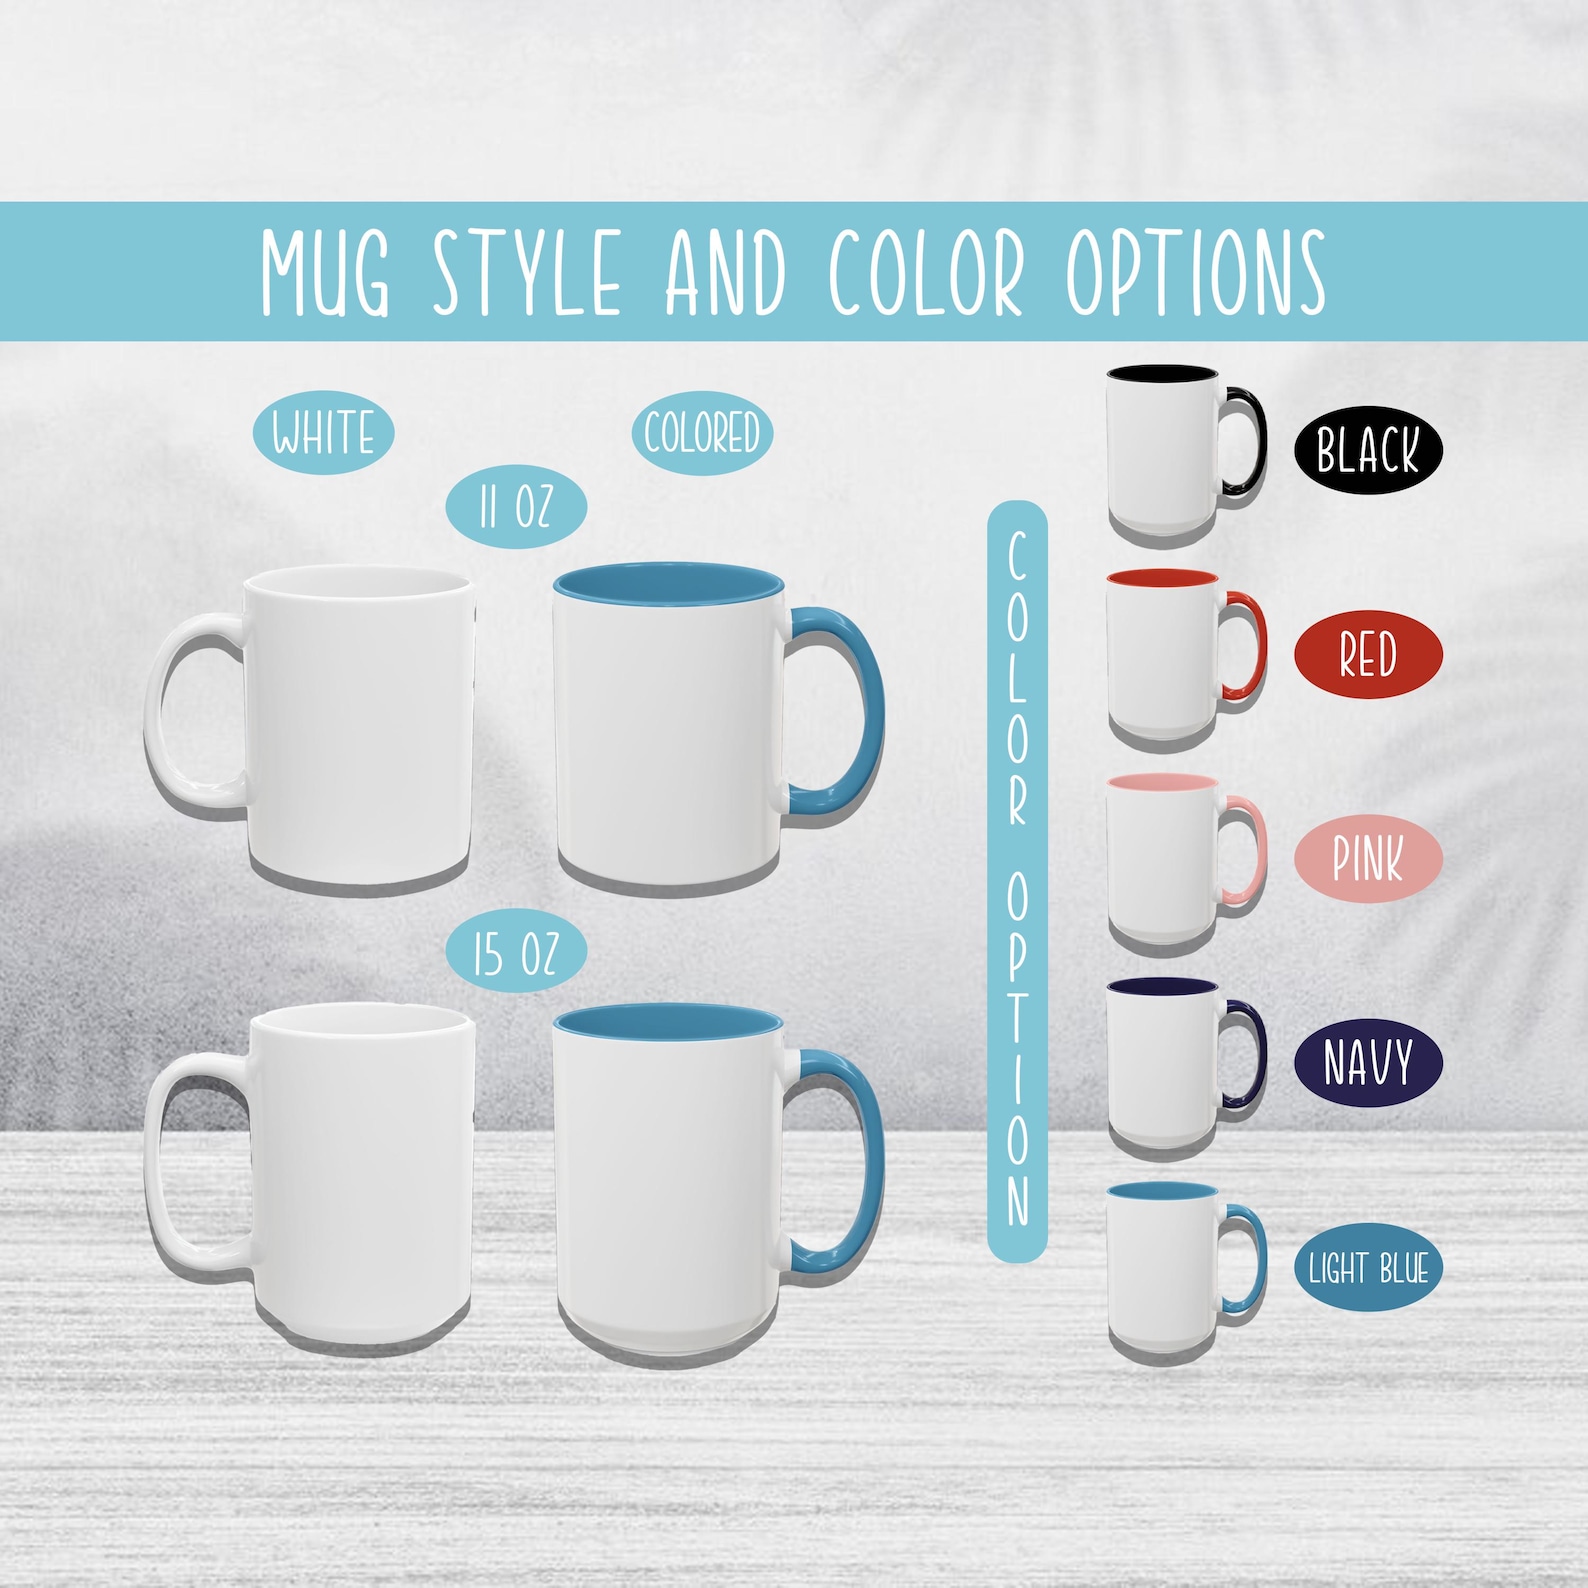 MUG STYLE AND COLOR OPTIONS
WHITE
COLORED
11 OZ
15 OZ
COLOR OPTION
BLACK
RED
PINK
NAVY
LIGHT BLUE